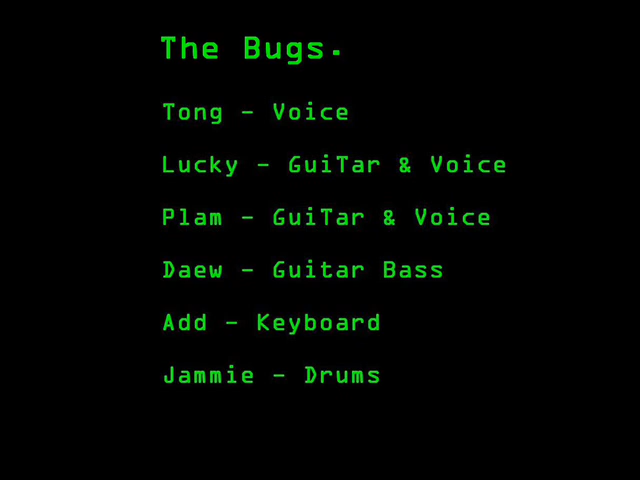 The Bugs.
Tong - Voice
Lucky - GuiTar & Voice
Plam - GuiTar & Voice
Daew - Guitar Bass
Add - Keyboard
Jammie - Drums